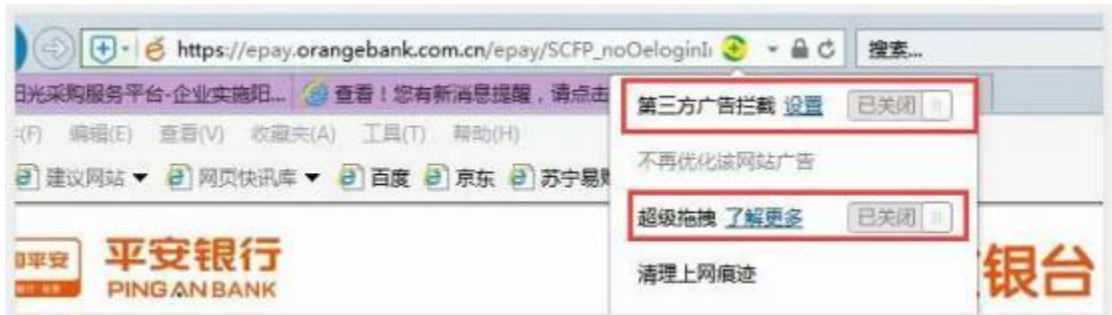 https://epay.orangebank.com.cn/epay/SCFP_noOeloginI
搜索...
阳光采购服务平台-企业实施阳...
查看！您有新消息提醒，请点击
(F) 编辑(E) 查看(V) 收藏夹(A) 工具(T) 帮助(H)
建议网站 网页快讯库 百度 京东 苏宁易购
第三方广告拦截 设置 已关闭
不再优化该网站广告
超级拖拽 了解更多 已关闭
清理上网痕迹
平安银行
PING AN BANK
银台